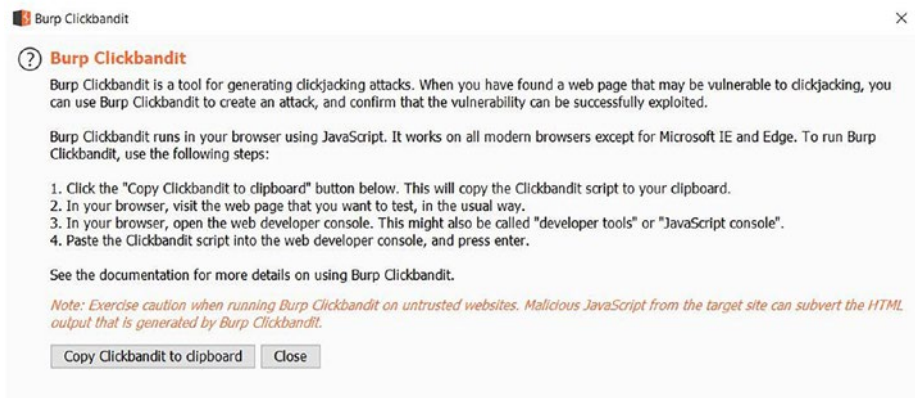 Burp Clickbandit
Burp Clickbandit
Burp Clickbandit is a tool for generating clickjacking attacks. When you have found a web page that may be vulnerable to clickjacking, you
can use Burp Clickbandit to create an attack, and confirm that the vulnerability can be successfully exploited.
Burp Clickbandit runs in your browser using JavaScript. It works on all modern browsers except for Microsoft IE and Edge. To run Burp
Clickbandit, use the following steps:
1. Click the "Copy Clickbandit to clipboard" button below. This will copy the Clickbandit script to your clipboard.
2. In your browser, visit the web page that you want to test, in the usual way.
3. In your browser, open the web developer console. This might also be called "developer tools" or "JavaScript console".
4. Paste the Clickbandit script into the web developer console, and press enter.
See the documentation for more details on using Burp Clickbandit.
Note: Exercise caution when running Burp Clickbandit on untrusted websites. Malicious JavaScript from the target site can subvert the HTML
output that is generated by Burp Clickbandit.
Copy Clickbandit to clipboard Close